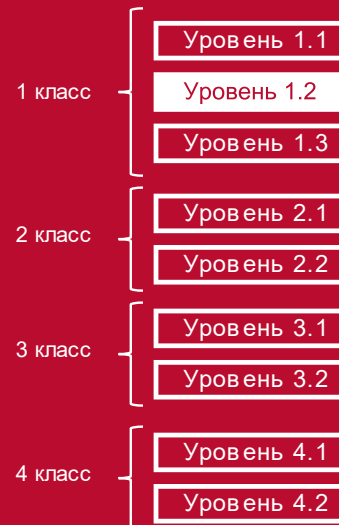 1 класс
Уровень 1.1
Уровень 1.2
Уровень 1.3
2 класс
Уровень 2.1
Уровень 2.2
3 класс
Уровень 3.1
Уровень 3.2
4 класс
Уровень 4.1
Уровень 4.2